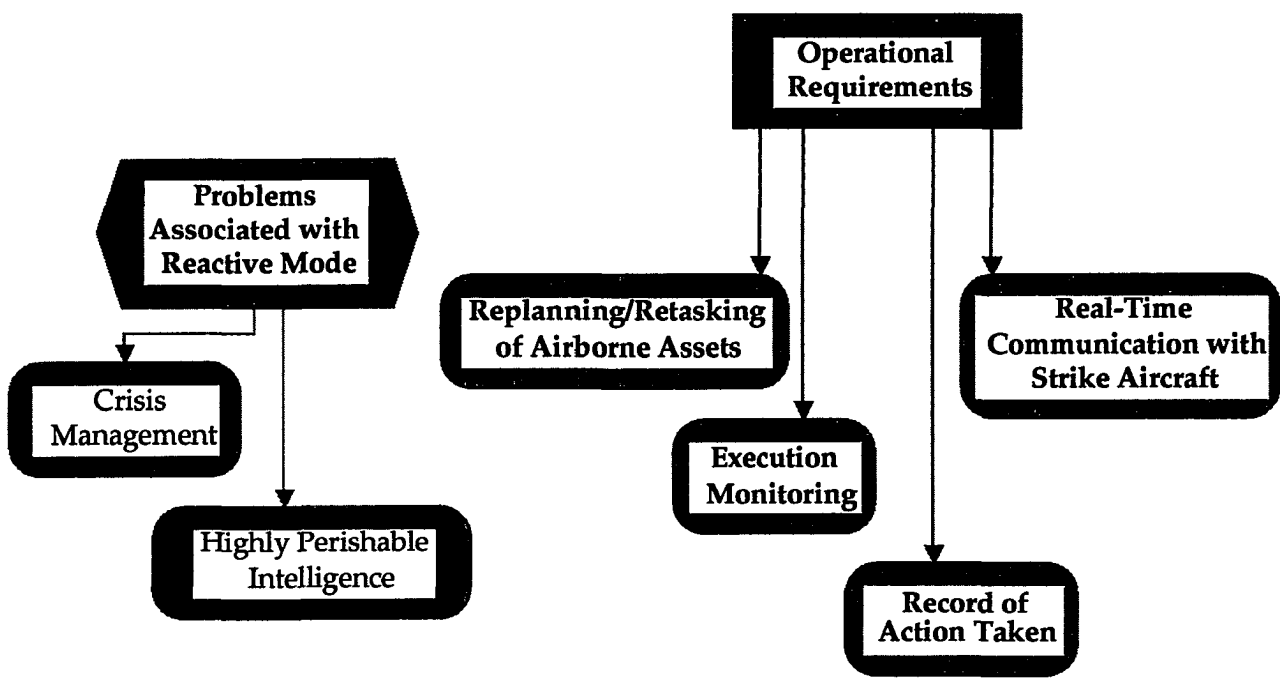 Operational
Requirements
Problems
Associated with
Reactive Mode
Replanning/Retasking
of Airborne Assets
Real-Time
Communication with
Strike Aircraft
Crisis
Management
Execution
Monitoring
Highly Perishable
Intelligence
Record of
Action Taken